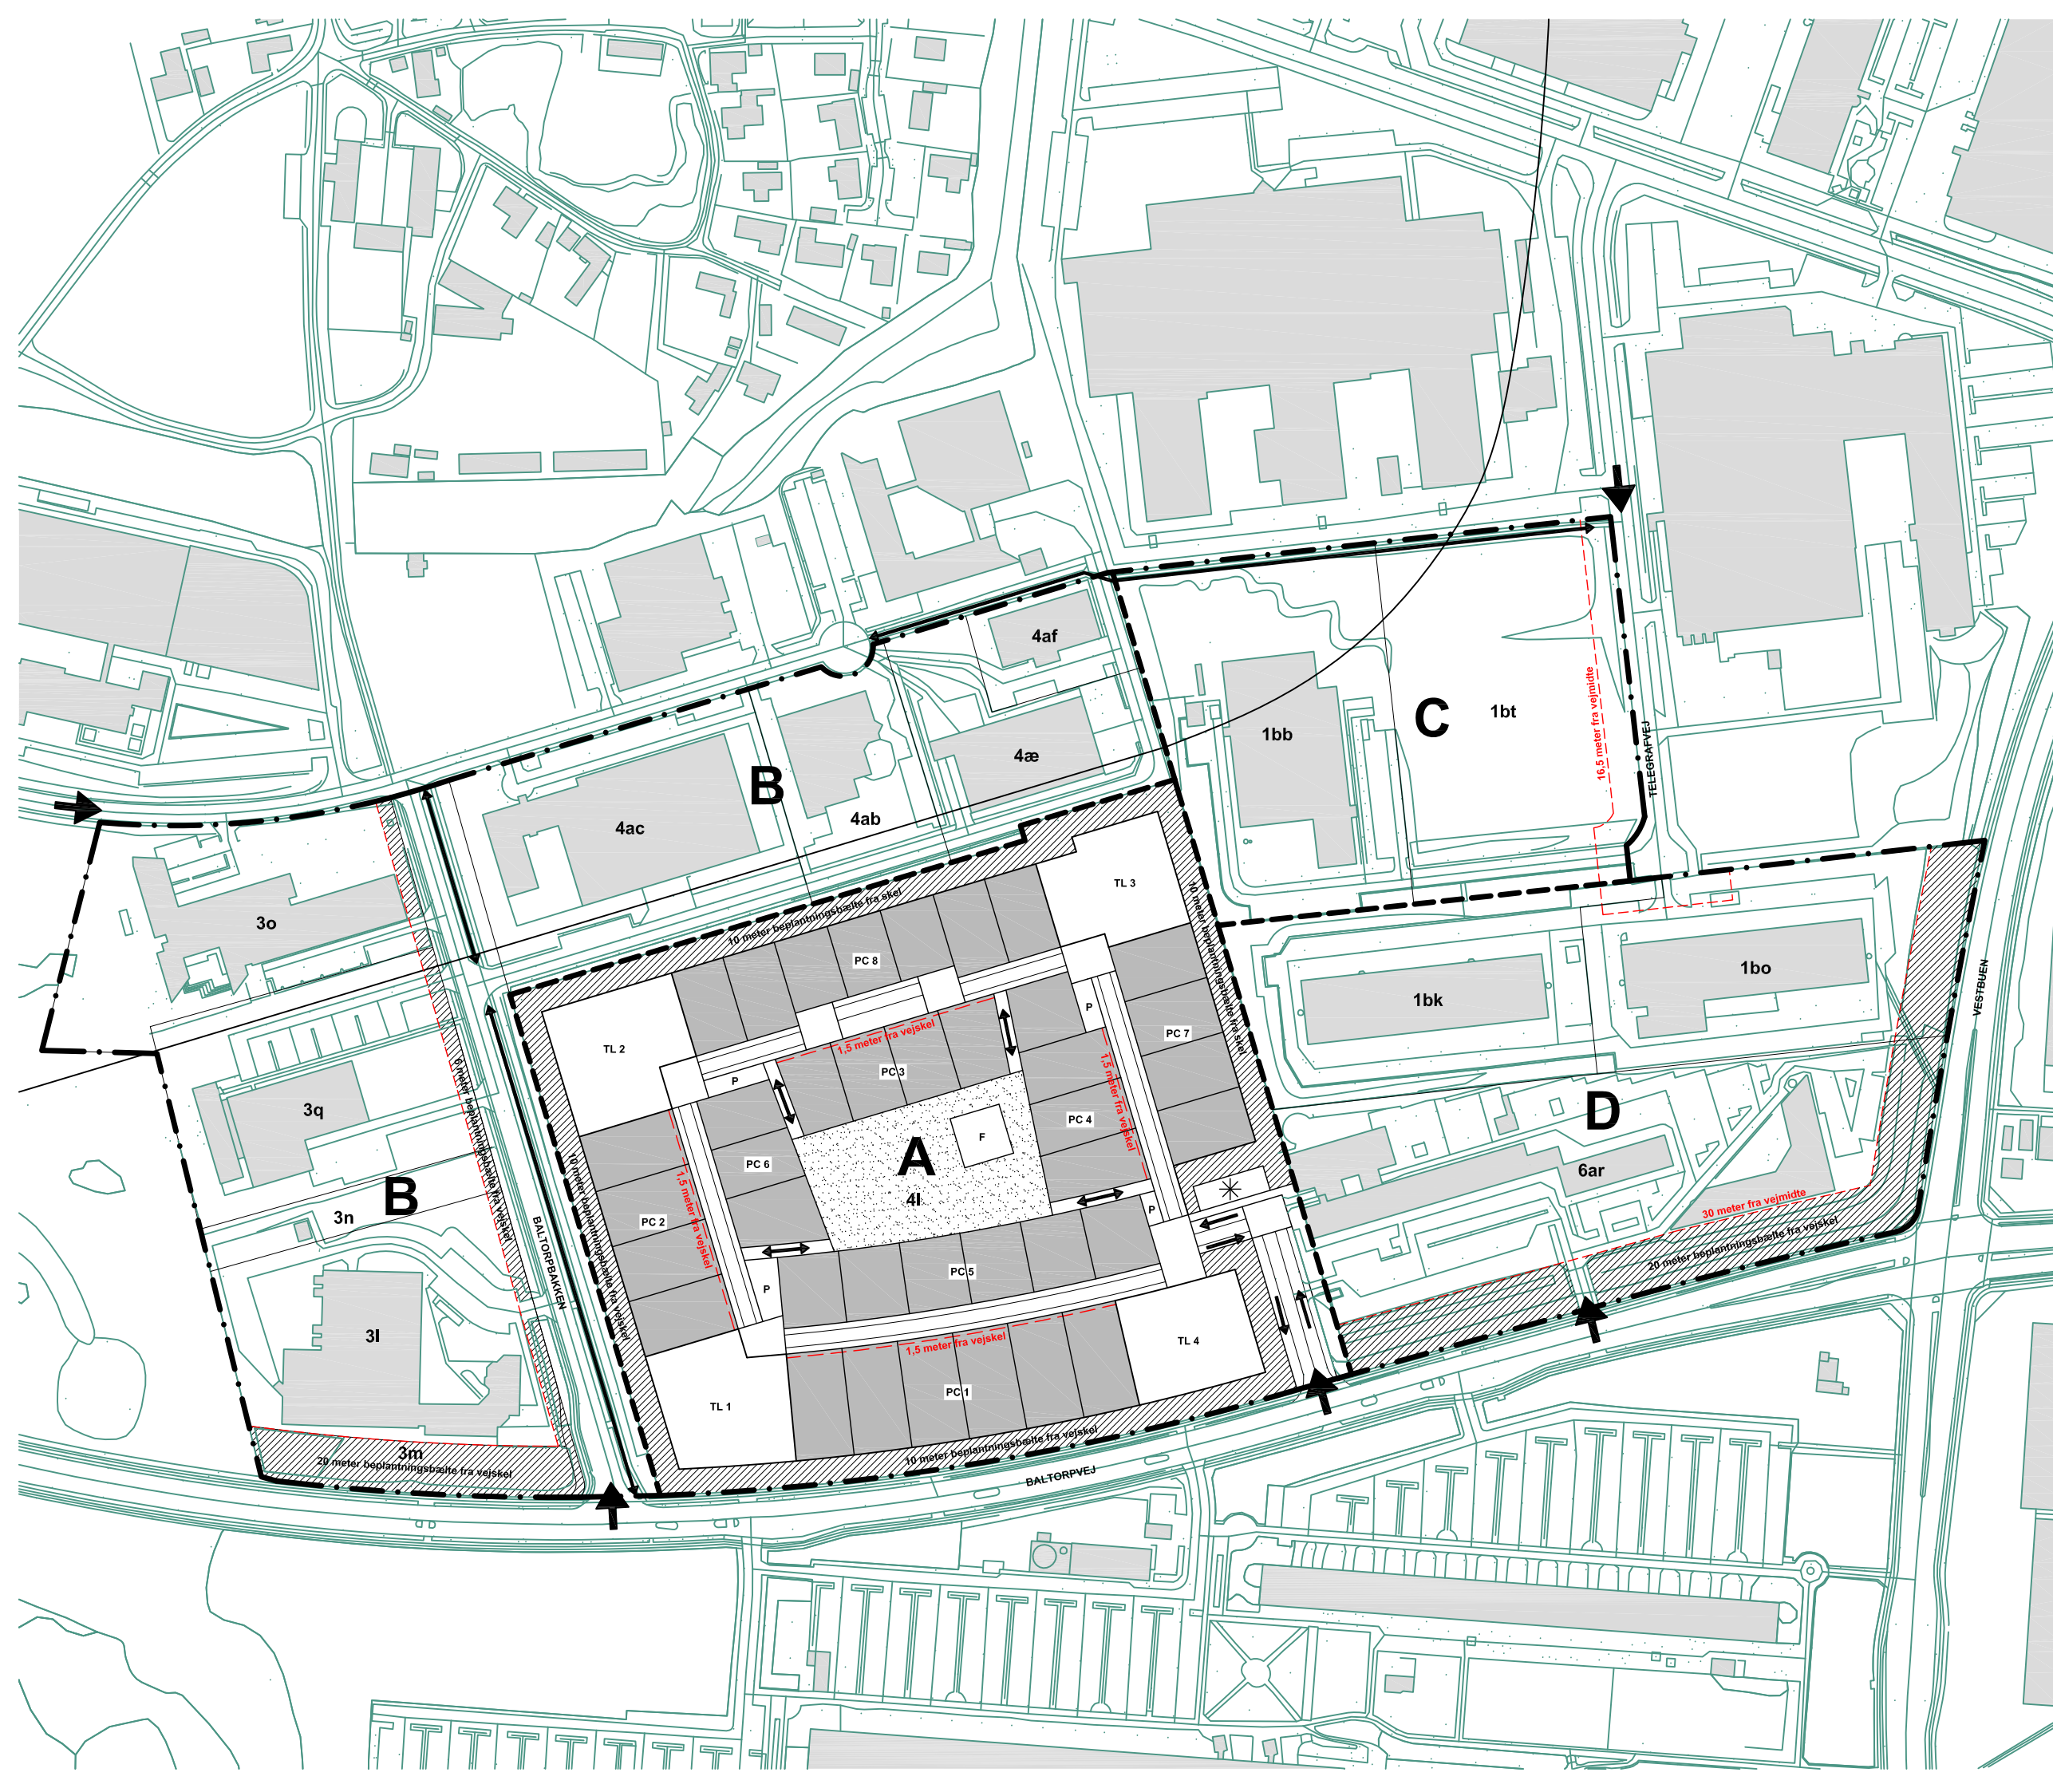 4af
16,5 meter fra vejmidte
C
1bt
1bb
4æ
TELEGRAFVEJ
B
4ab
4ac
TL 3
10 meter beplantningsbælte fra skel
3o
PC 8
10 meter beplantningsbælte fra skel
1bo
1bk
VESTBUEN
P
PC 7
1,5 meter fra vejskel
TL 2
PC 3
P
1,5 meter fra vejskel
3q
6 meter beplantningsbælte fra vejskel
D
PC 4
F
A
PC 6
6ar
4l
B
3n
1,5 meter fra vejskel
30 meter fra vejmidte
P
PC 2
10 meter beplantningsbælte fra vejskel
20 meter beplantningsbælte fra vejskel
BALTORPBAKKEN
PC 5
P
3l
1,5 meter fra vejskel
TL 4
PC 1
TL 1
10 meter beplantningsbælte fra vejskel
3m
20 meter beplantningsbælte fra vejskel
BALTORPVEJ